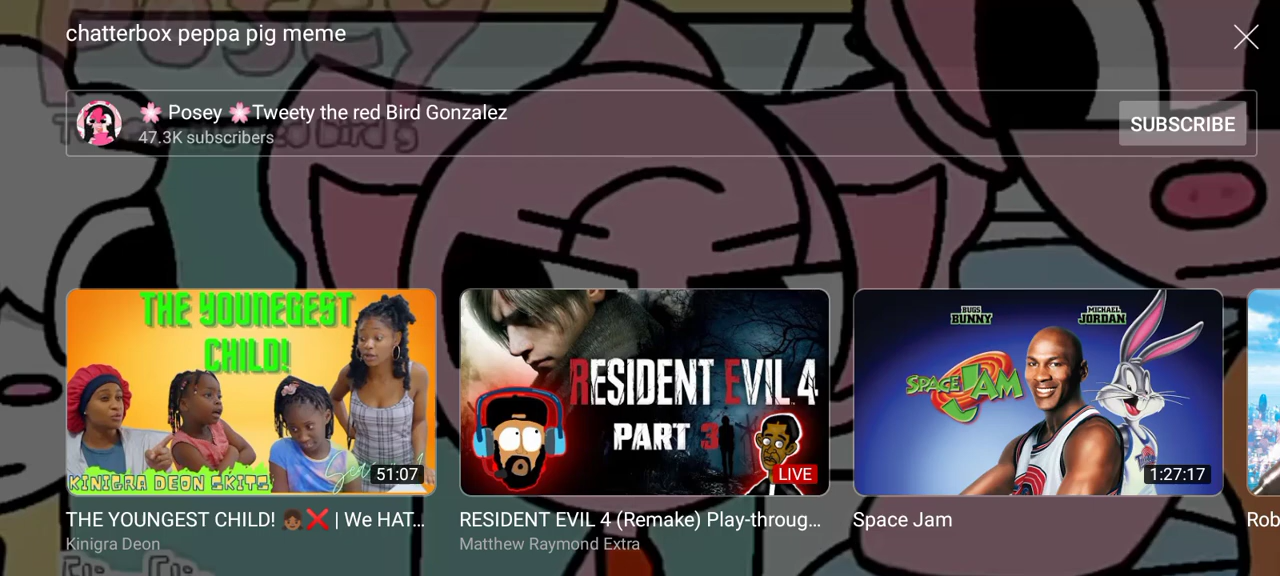 chatterbox peppa pig meme
POSEY
🌸 Posey 🌸Tweety the red Bird Gonzalez
47.3K subscribers
SUBSCRIBE
THE YOUNEGEST
CHILD!
KINIGRA DEON SKITS
51:07
RESIDENT EVIL 4
PART 3
LIVE
BUGS
BUNNY
MICHAEL
JORDAN
SPACE JAM
1:27:17
THE YOUNGEST CHILD! 👧🏾❌ | We HAT...
Kinigra Deon
RESIDENT EVIL 4 (Remake) Play-throug...
Matthew Raymond Extra
Space Jam
Rob